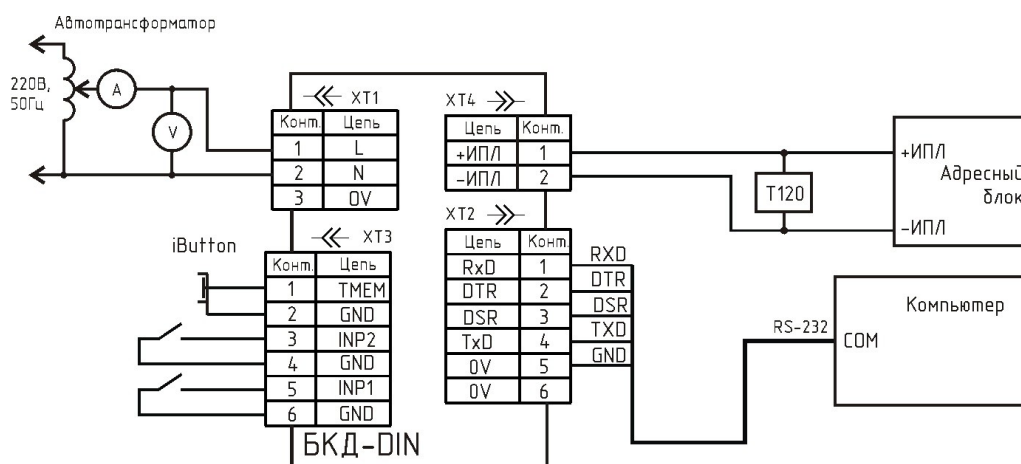 Автотрансформатор
220В,
50Гц
A
V
XT1
Конт. Цепь
1 L
2 N
3 0V
XT4
Цепь Конт.
+ИПЛ 1
-ИПЛ 2
T120
+ИПЛ
Адресный
блок
-ИПЛ
iButton
XT3
Конт. Цепь
1 TMEM
2 GND
3 INP2
4 GND
5 INP1
6 GND
XT2
Цепь Конт.
RxD 1
DTR 2
DSR 3
TxD 4
0V 5
0V 6
RXD
DTR
DSR
TXD
GND
RS-232
Компьютер
COM
БКД-DIN